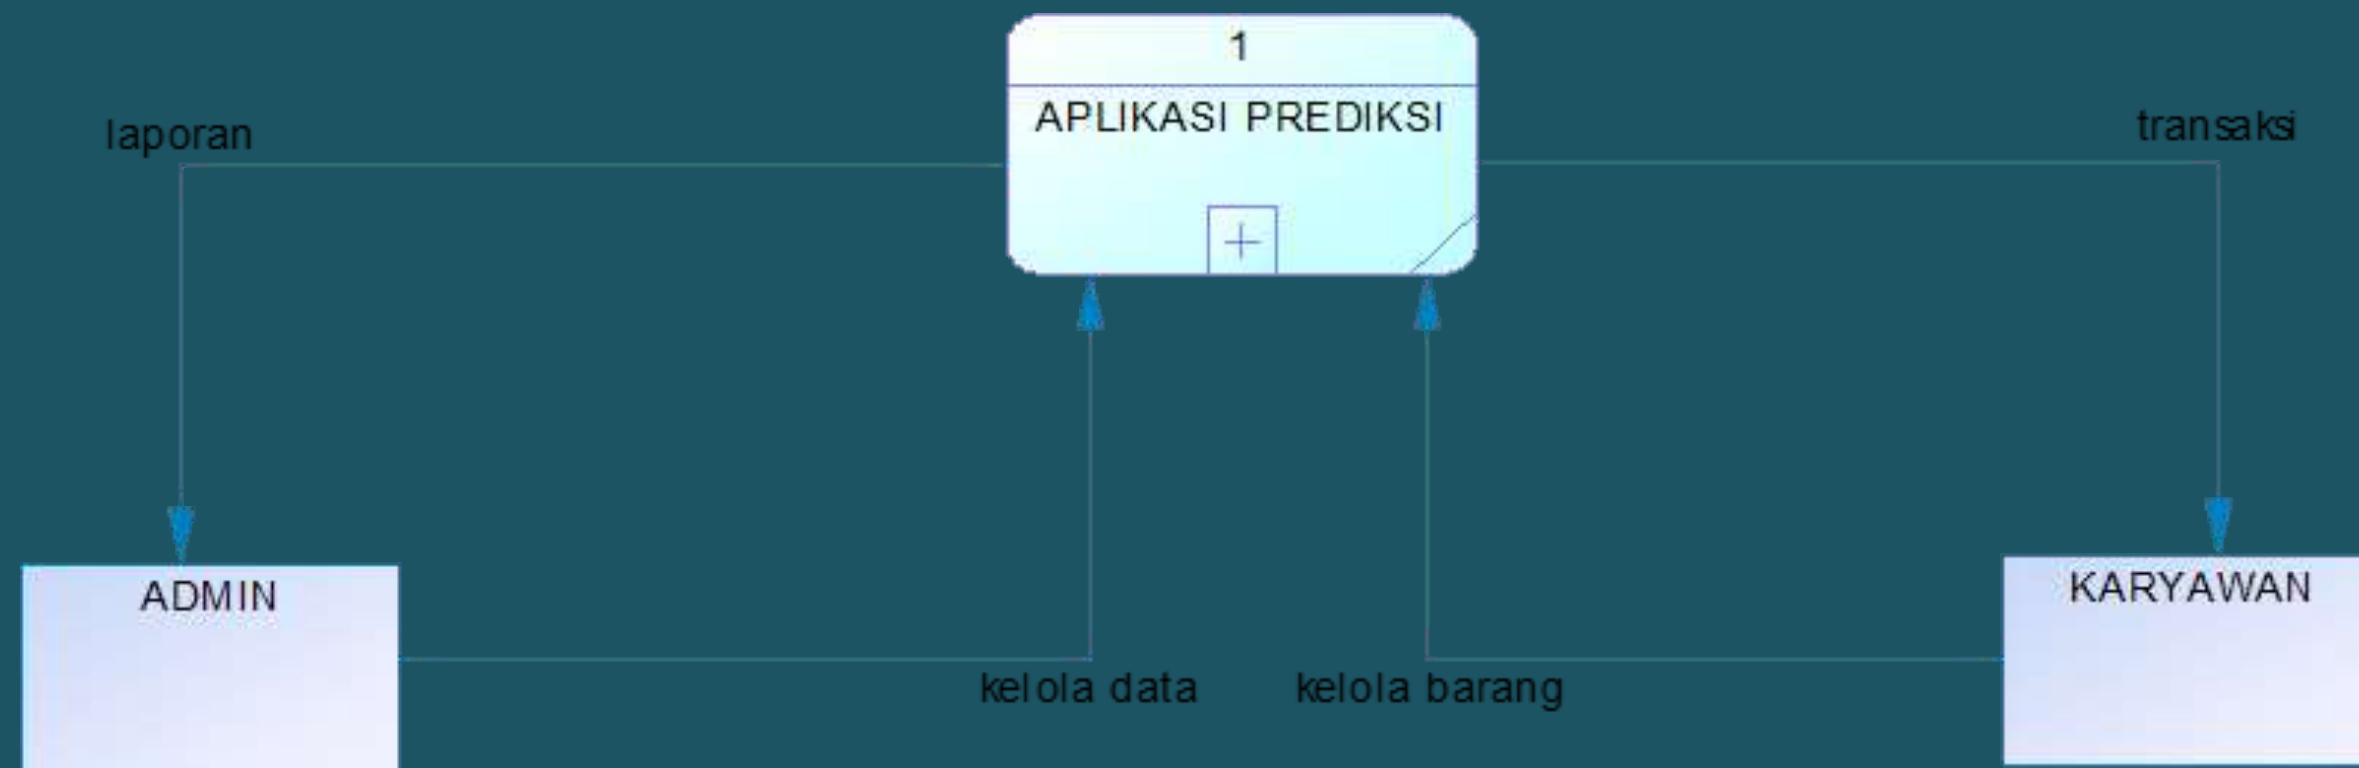 1
APLIKASI PREDIKSI
laporan
transaksi
ADMIN
KARYAWAN
kelola data
kelola barang